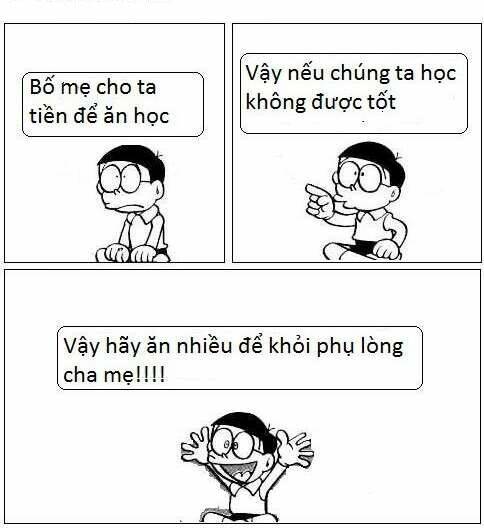 Bố mẹ cho ta
tiền để ăn học
Vậy nếu chúng ta học
không được tốt
Vậy hãy ăn nhiều để khỏi phụ lòng
cha mẹ!!!!